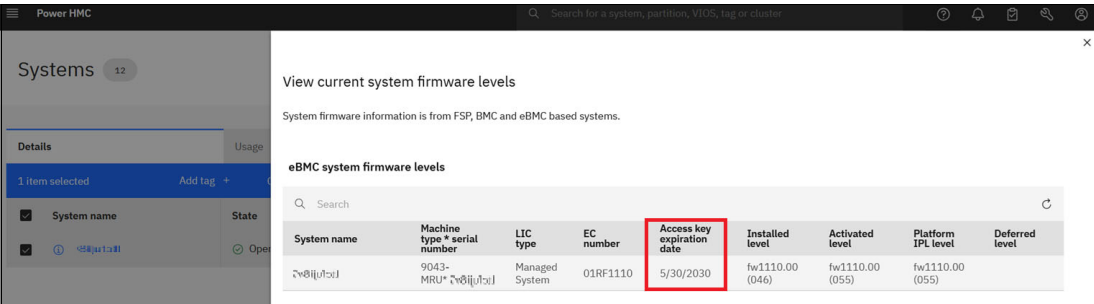 Power HMC
Search for a system, partition, VIOS, tag or cluster
Systems 12
View current system firmware levels
System firmware information is from FSP, BMC and eBMC based systems.
Details Usage
eBMC system firmware levels
1 item selected Add tag +
Search
System name State
System name Machine type * serial number LIC type EC number Access key expiration date Installed level Activated level Platform IPL level Deferred level
9043-MRU* Managed System 01RF1110 5/30/2030 fw1110.00 (046) fw1110.00 (055) fw1110.00 (055)